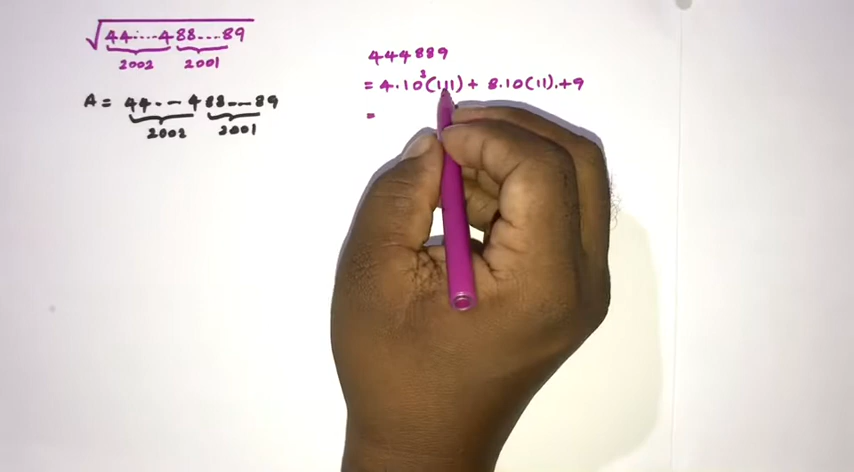 √44....488....89
2002 2001
A = 44.--.488...89
2002 2001
444889
= 4.10³(111) + 8.10(11).+9
=